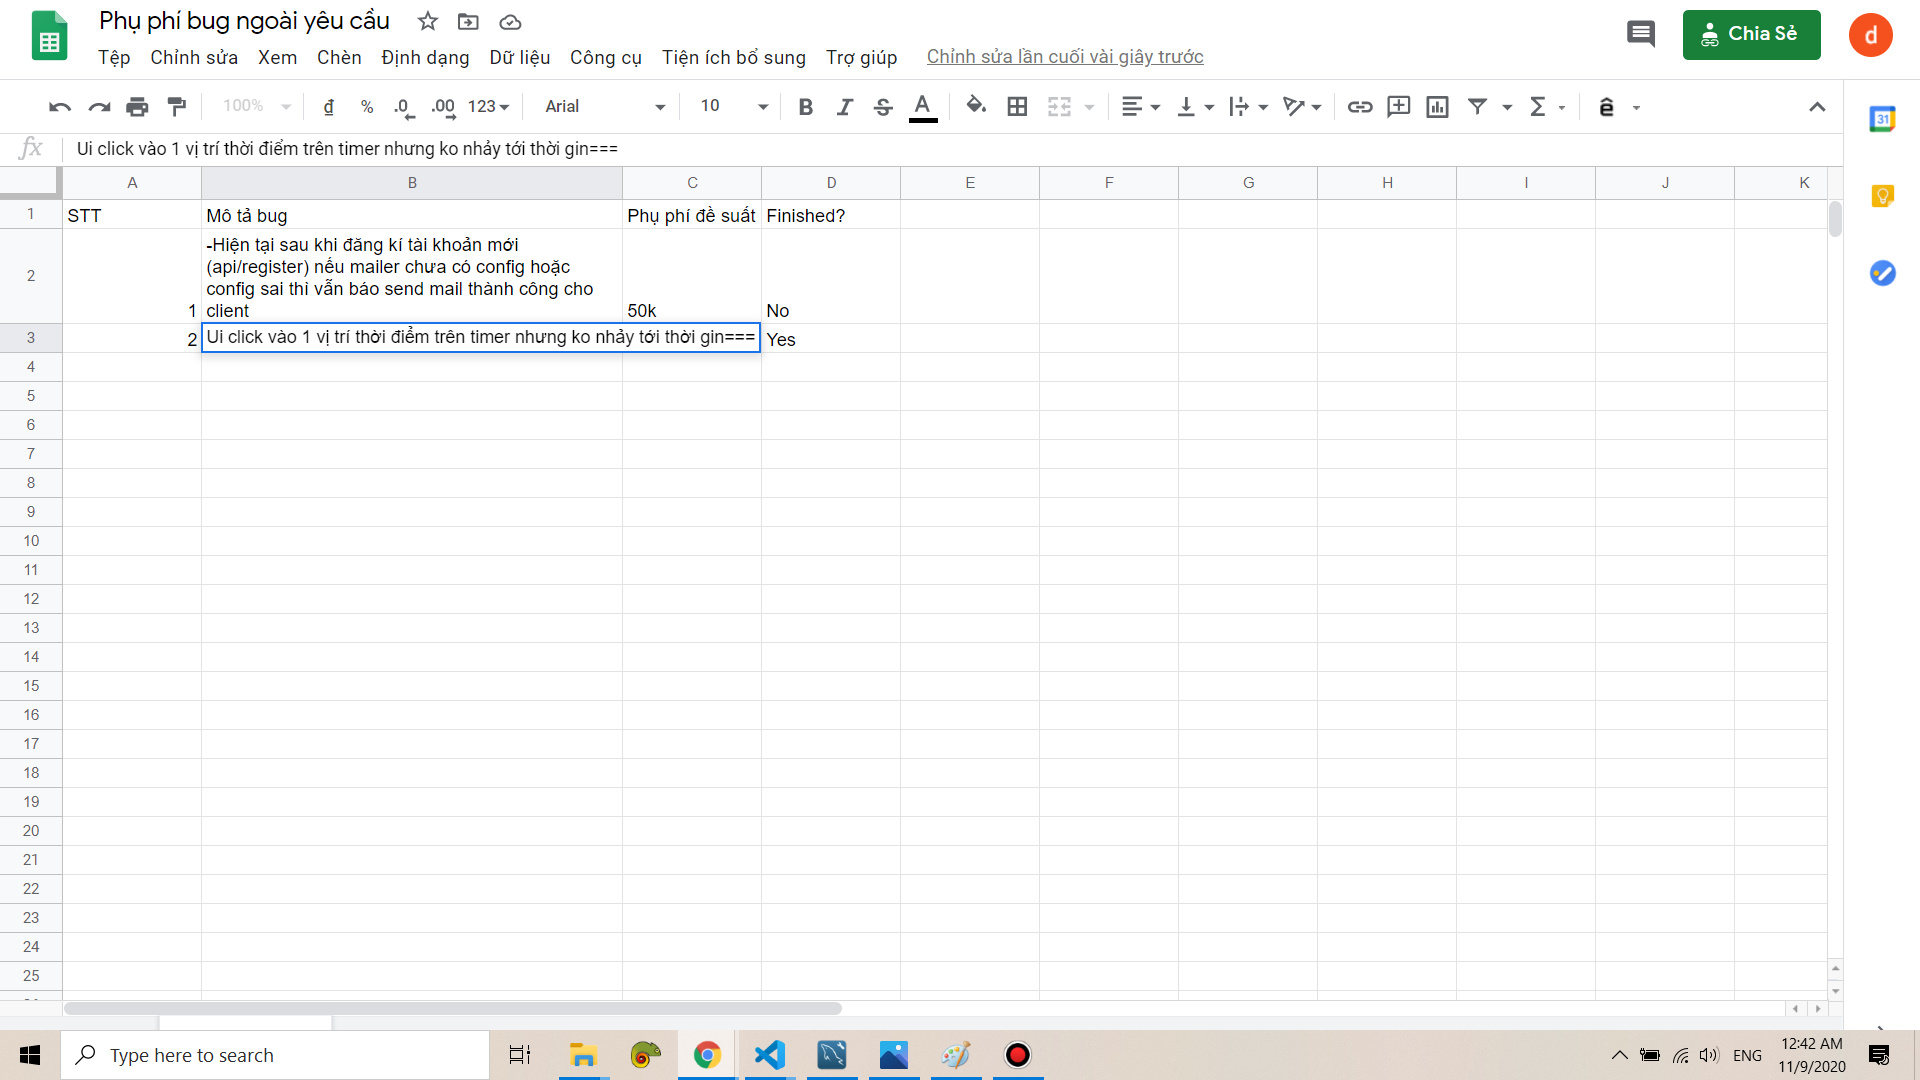 Phụ phí bug ngoài yêu cầu
Chia Sẻ
d
Tệp Chỉnh sửa Xem Chèn Định dạng Dữ liệu Công cụ Tiện ích bổ sung Trợ giúp Chỉnh sửa lần cuối vài giây trước
100% đ % .0 .00 123 Arial 10 B I S A Σ ê
31
fx Ui click vào 1 vị trí thời điểm trên timer nhưng ko nhảy tới thời gin===
A B C D E F G H I J K
1 STT Mô tả bug Phụ phí đề suất Finished?
-Hiện tại sau khi đăng kí tài khoản mới
(api/register) nếu mailer chưa có config hoặc
config sai thì vẫn báo send mail thành công cho
2 1 client 50k No
3 2 Ui click vào 1 vị trí thời điểm trên timer nhưng ko nhảy tới thời gin=== Yes
4
5
6
7
8
9
10
11
12
13
14
15
16
17
18
19
20
21
22
23
24
25
Type here to search
ENG
12:42 AM
11/9/2020